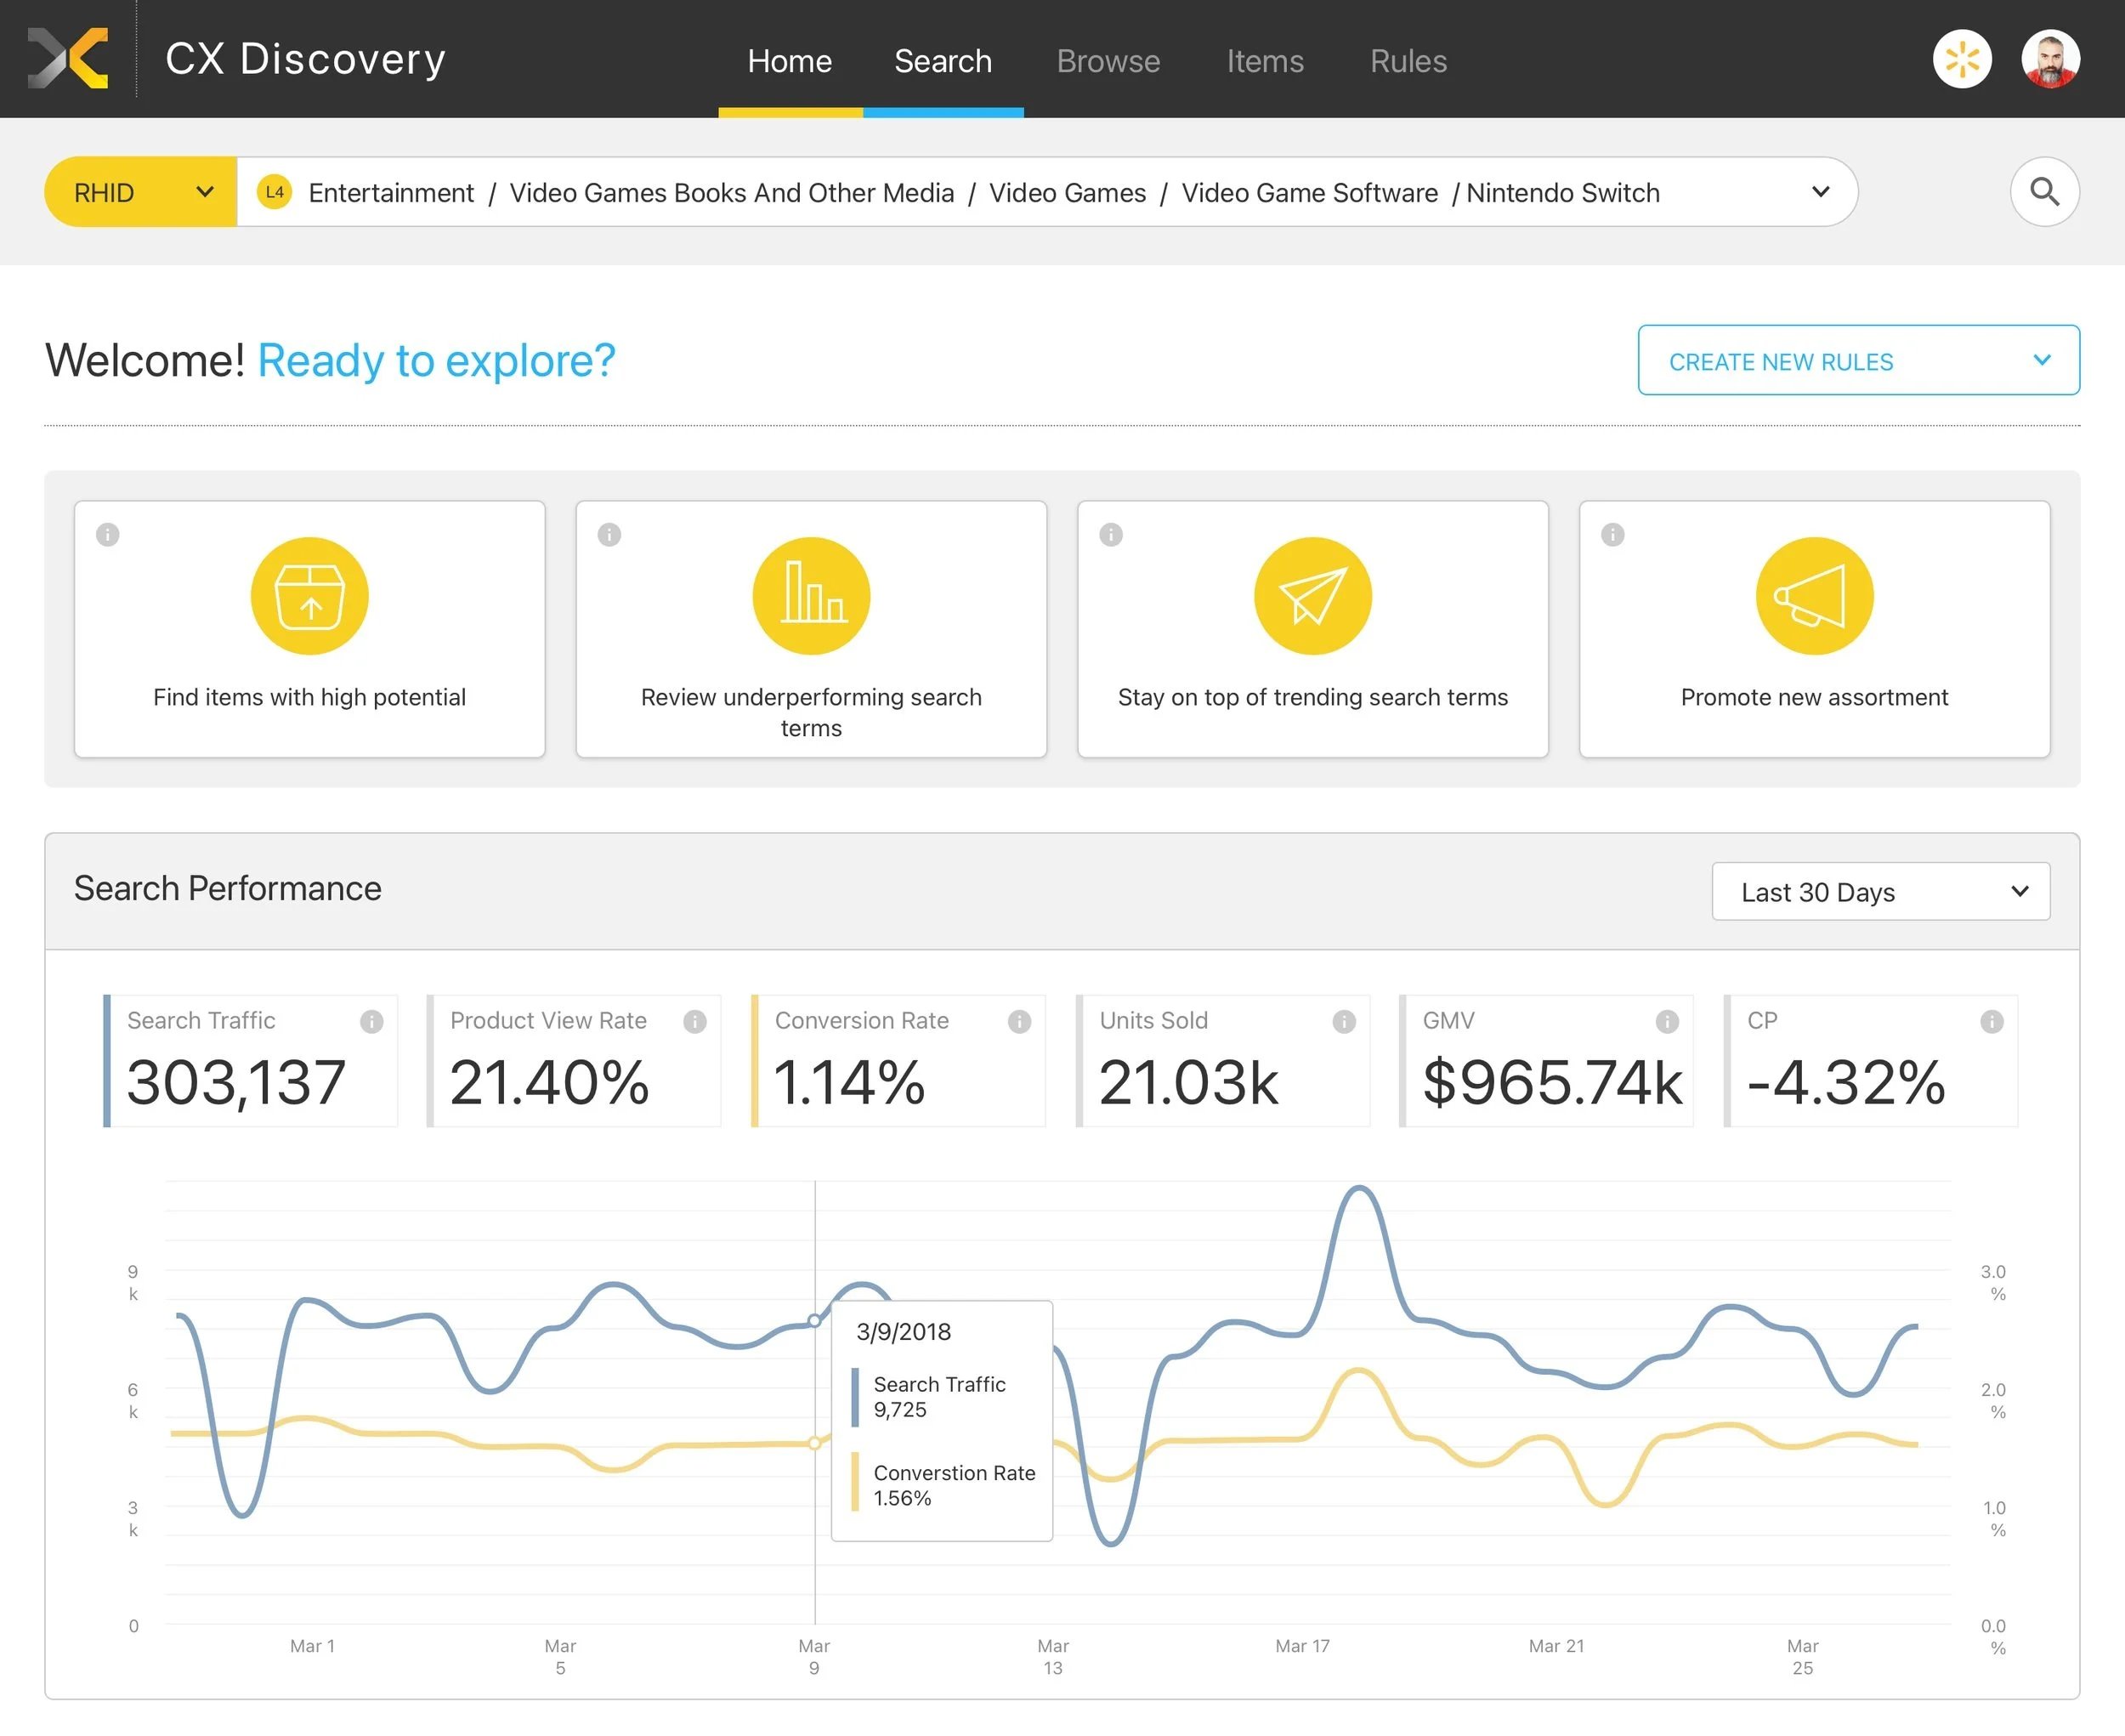 CX Discovery
Home Search Browse Items Rules
RHID
L4 Entertainment / Video Games Books And Other Media / Video Games / Video Game Software / Nintendo Switch
Welcome! Ready to explore?
CREATE NEW RULES
Find items with high potential
Review underperforming search
terms
Stay on top of trending search terms
Promote new assortment
Search Performance
Last 30 Days
Search Traffic
303,137
Product View Rate
21.40%
Conversion Rate
1.14%
Units Sold
21.03k
GMV
$965.74k
CP
-4.32%
9
k
6
k
3
k
0
3/9/2018
Search Traffic
9,725
Converstion Rate
1.56%
3.0
%
2.0
%
1.0
%
0.0
%
Mar 1
Mar
5
Mar
9
Mar
13
Mar 17
Mar 21
Mar
25